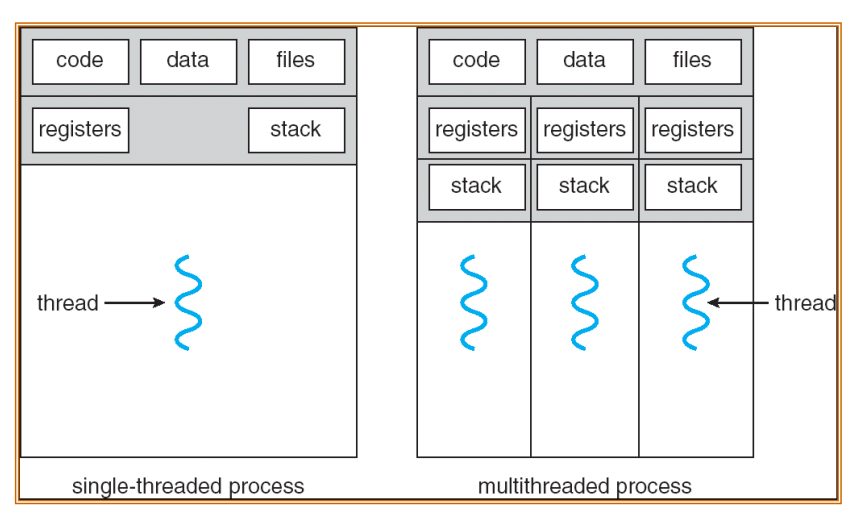 code data files code data files
registers stack registers registers registers
stack stack stack
thread thread
single-threaded process multithreaded process